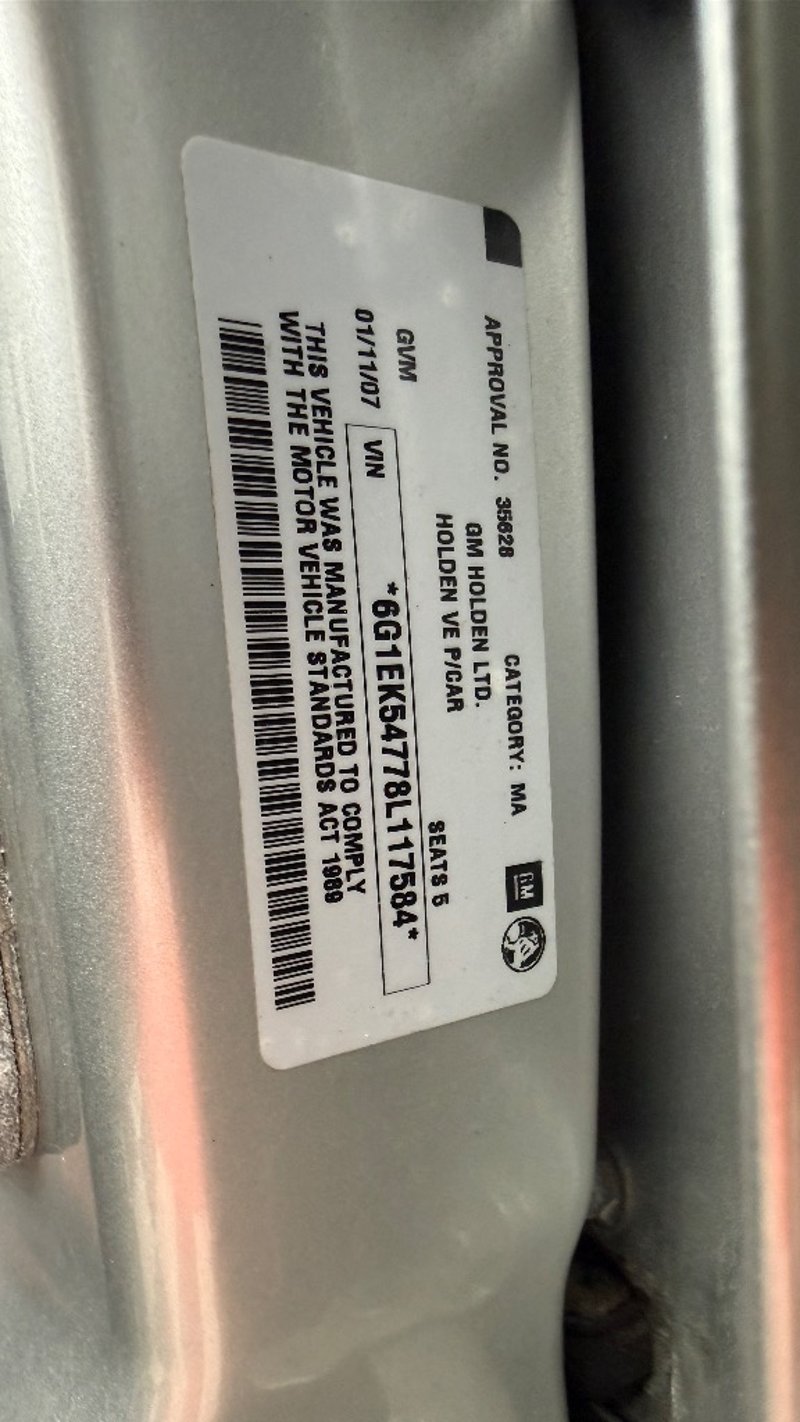 APPROVAL NO. 35628 CATEGORY: MA GM
GM HOLDEN LTD.
HOLDEN VE P/CAR
GVM SEATS 5
01/11/07 VIN *6G1EK54778L117584*
THIS VEHICLE WAS MANUFACTURED TO COMPLY
WITH THE MOTOR VEHICLE STANDARDS ACT 1989